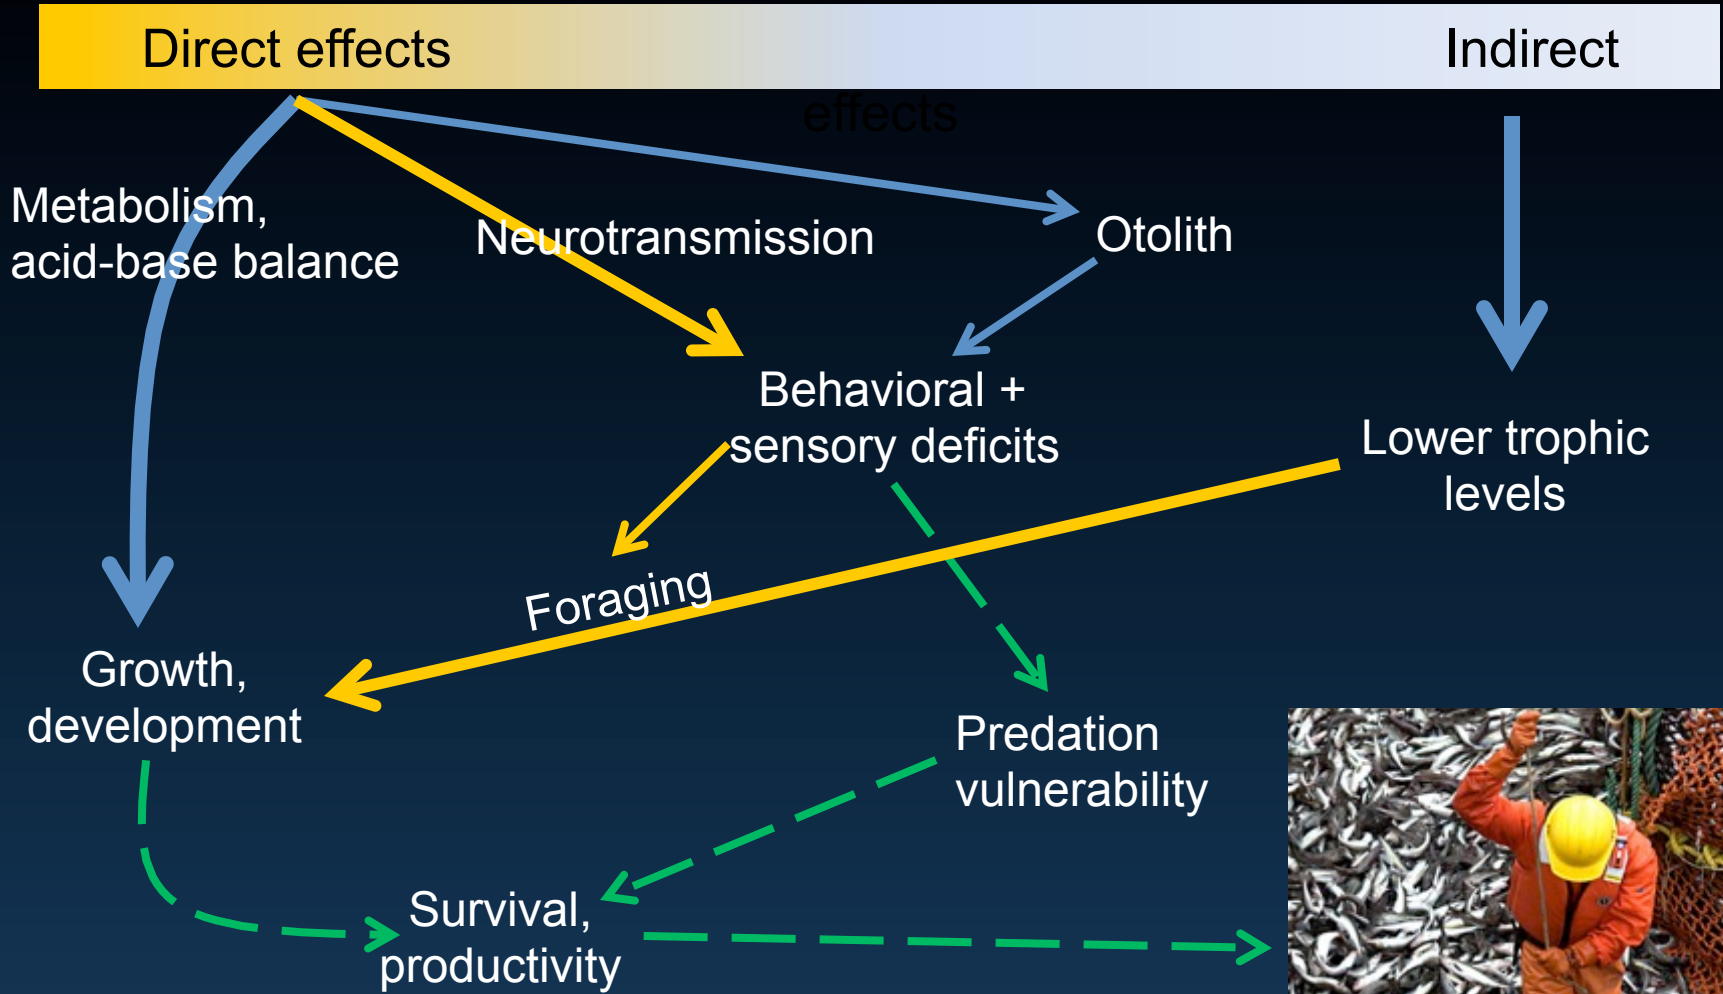 Direct effects
Indirect
effects
Metabolism,
acid-base balance
Neurotransmission
Otolith
Behavioral +
sensory deficits
Lower trophic
levels
Foraging
Growth,
development
Predation
vulnerability
Survival,
productivity